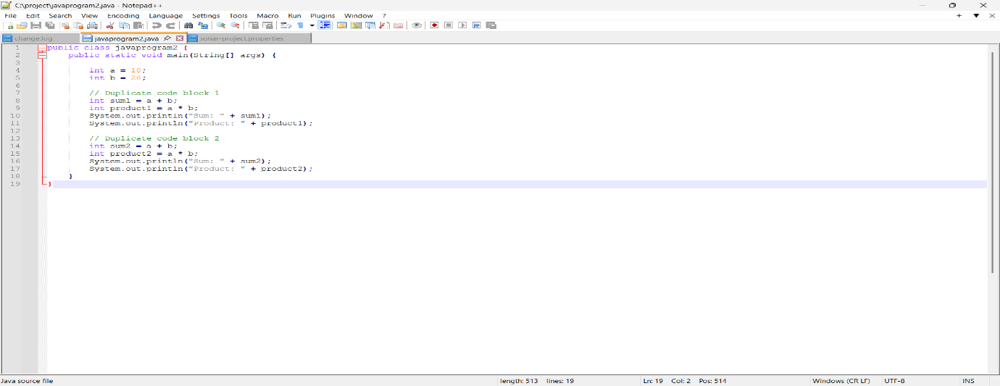 C:\project\javaprogram2.java - Notepad++
File Edit Search View Encoding Language Settings Tools Macro Run Plugins Window ?
change.log javaprogram2.java sonar-project.properties
1 public class javaprogram2 {
2 public static void main(String[] args) {
3
4 int a = 10;
5 int b = 20;
6
7 // Duplicate code block 1
8 int sum1 = a + b;
9 int product1 = a * b;
10 System.out.println("Sum: " + sum1);
11 System.out.println("Product: " + product1);
12
13 // Duplicate code block 2
14 int sum2 = a + b;
15 int product2 = a * b;
16 System.out.println("Sum: " + sum2);
17 System.out.println("Product: " + product2);
18 }
19 }
Java source file length: 513 lines: 19 Ln: 19 Col: 2 Pos: 514 Windows (CR LF) UTF-8 INS